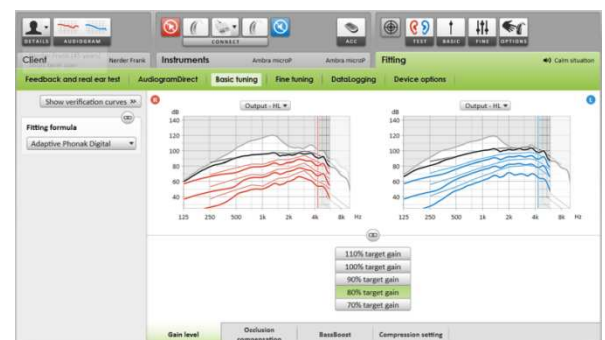 DETAILS AUDIOGRAM CONNECT ACC TEST BASIC FINE OPTIONS
Client Nerder Frank Instruments Ambra microP Ambra microP Fitting Calm situation
Feedback and real ear test AudiogramDirect Basic tuning Fine tuning DataLogging Device options
Show verification curves
Fitting formula
Adaptive Phonak Digital
Output - HL Output - HL
dB dB
140 140
120 120
100 100
80 80
60 60
40 40
125 250 500 1k 2k 4k 8k Hz 125 250 500 1k 2k 4k 8k Hz
110% target gain
100% target gain
90% target gain
80% target gain
70% target gain
Gain level Occlusion compensation BassBoost Compression setting